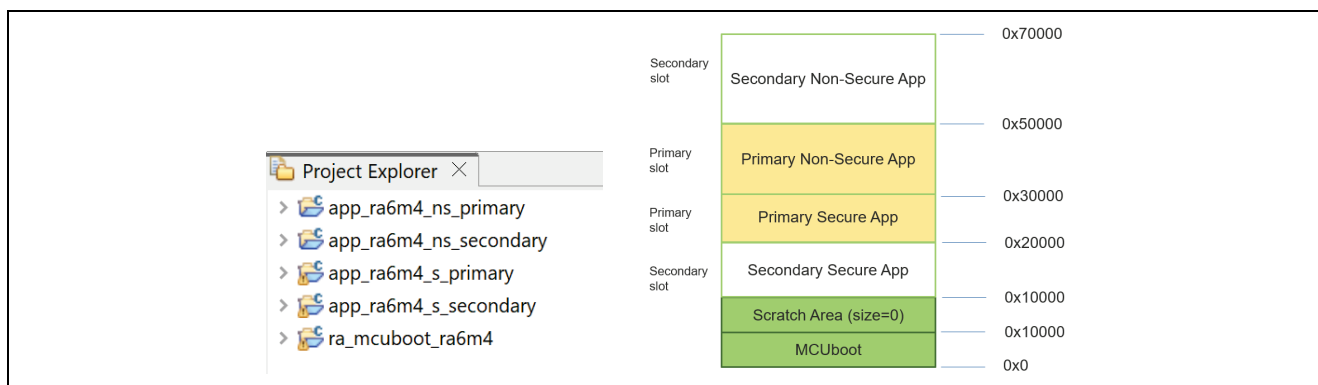 Project Explorer
app_ra6m4_ns_primary
app_ra6m4_ns_secondary
app_ra6m4_s_primary
app_ra6m4_s_secondary
ra_mcuboot_ra6m4
0x70000
Secondary
slot
Secondary Non-Secure App
0x50000
Primary
slot
Primary Non-Secure App
0x30000
Primary
slot
Primary Secure App
0x20000
Secondary
slot
Secondary Secure App
0x10000
Scratch Area (size=0)
0x10000
MCUboot
0x0